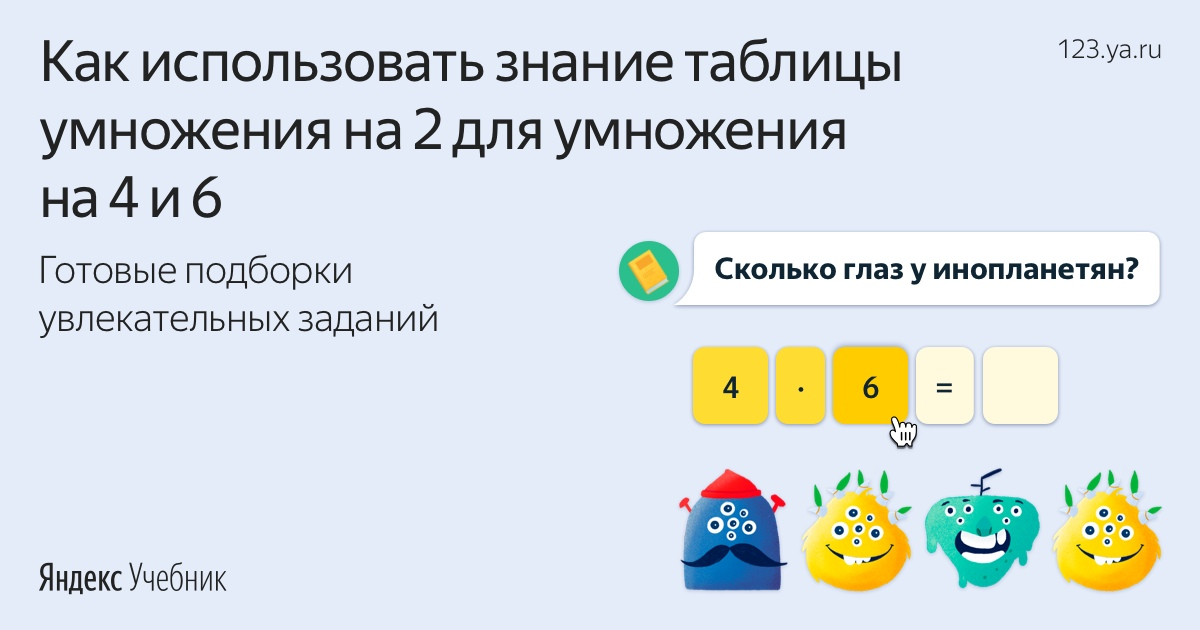 Как использовать знание таблицы
умножения на 2 для умножения
на 4 и 6
123.ya.ru
Готовые подборки
увлекательных заданий
Сколько глаз у инопланетян?
4 · 6 =
Яндекс Учебник